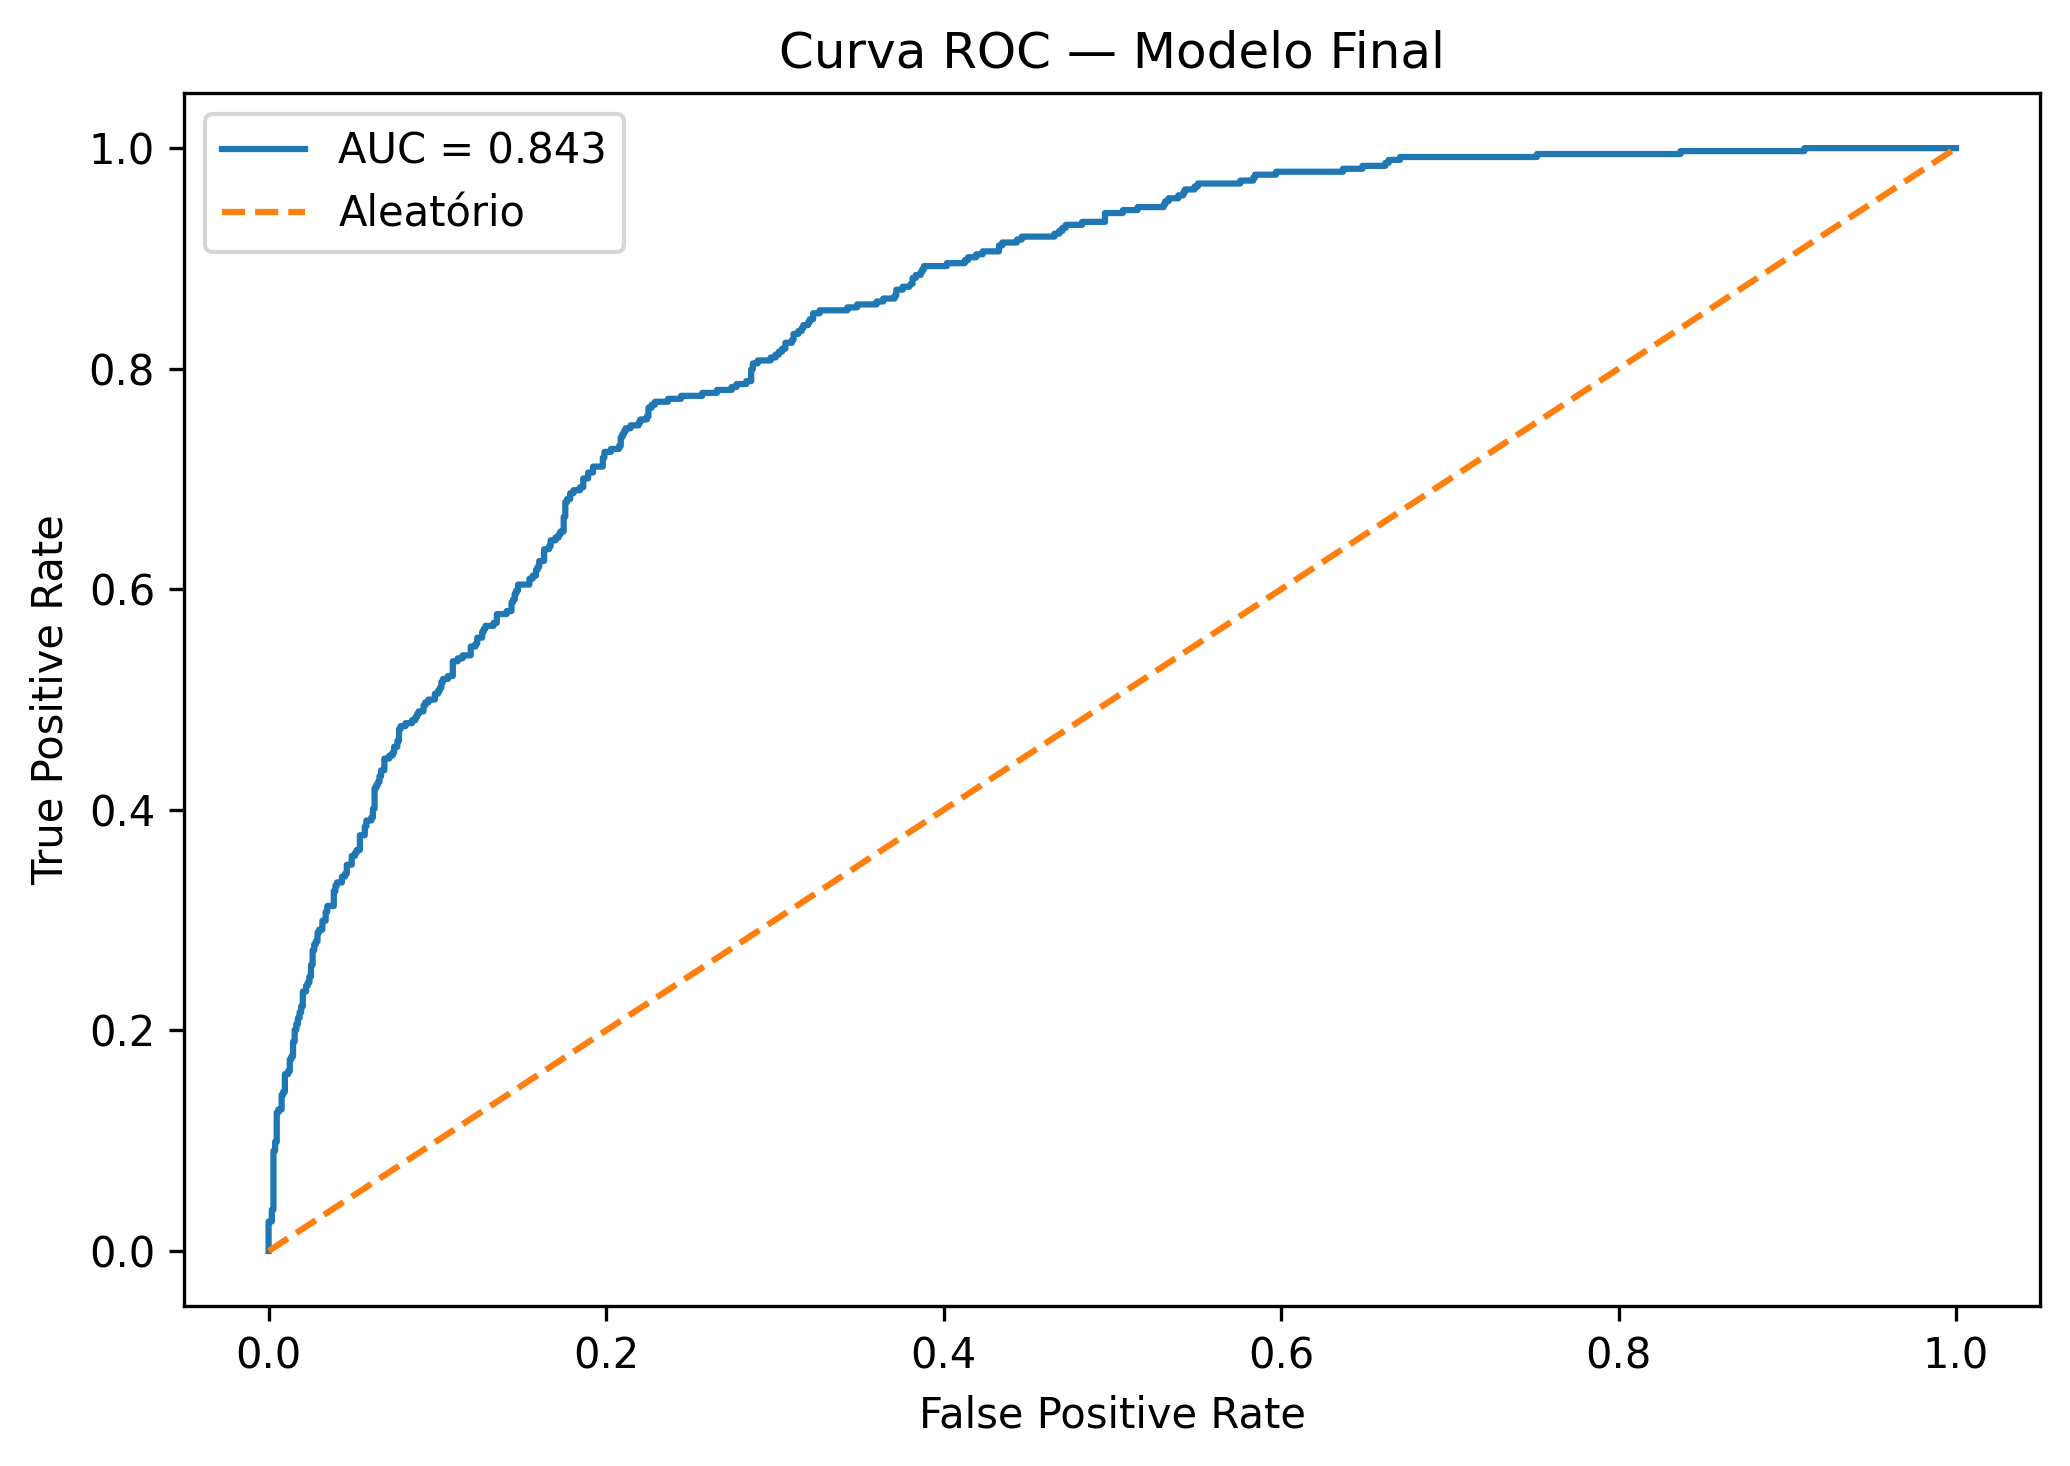 Curva ROC — Modelo Final
AUC = 0.843
Aleatório
1.0
0.8
0.6
0.4
0.2
0.0
True Positive Rate
0.0 0.2 0.4 0.6 0.8 1.0
False Positive Rate